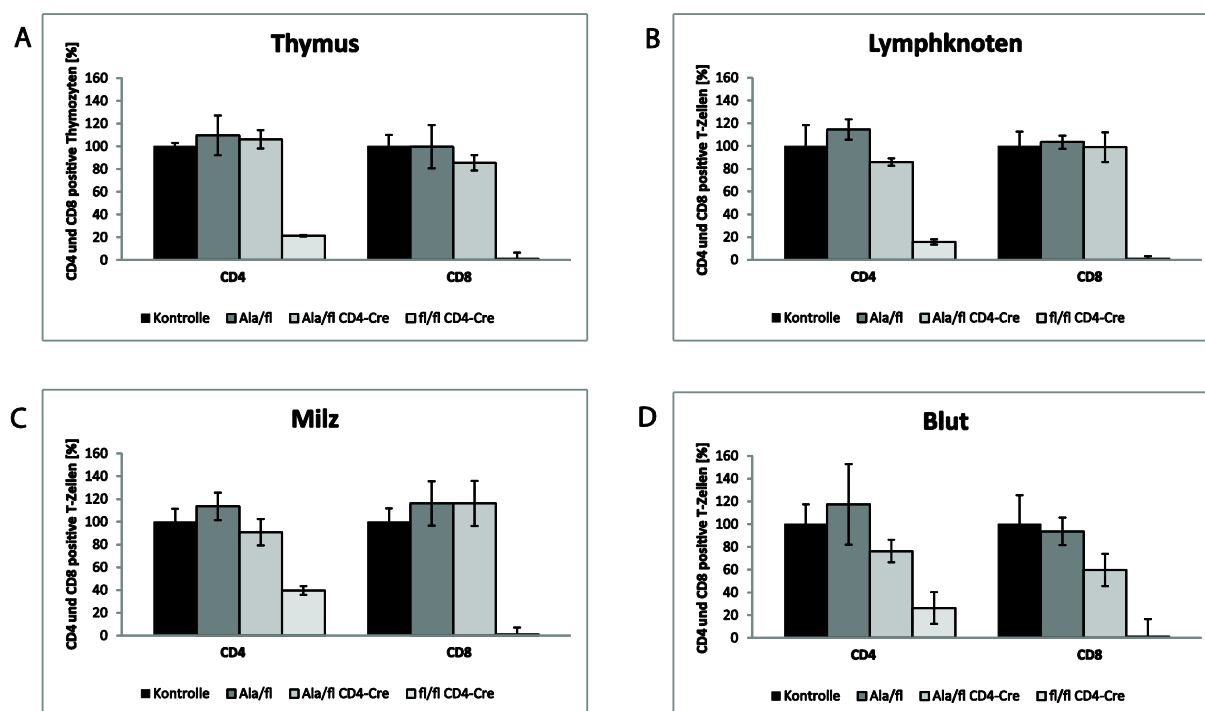 A
Thymus
CD4 und CD8 positive Thymozyten [%]
160
140
120
100
80
60
40
20
0
CD4 CD8
Kontrolle Ala/fl Ala/fl CD4-Cre fl/fl CD4-Cre
B
Lymphknoten
CD4 und CD8 positive T-Zellen [%]
160
140
120
100
80
60
40
20
0
CD4 CD8
Kontrolle Ala/fl Ala/fl CD4-Cre fl/fl CD4-Cre
C
Milz
CD4 und CD8 positive T-Zellen [%]
160
140
120
100
80
60
40
20
0
CD4 CD8
Kontrolle Ala/fl Ala/fl CD4-Cre fl/fl CD4-Cre
D
Blut
CD4 und CD8 positive T-Zellen [%]
160
140
120
100
80
60
40
20
0
CD4 CD8
Kontrolle Ala/fl Ala/fl CD4-Cre fl/fl CD4-Cre